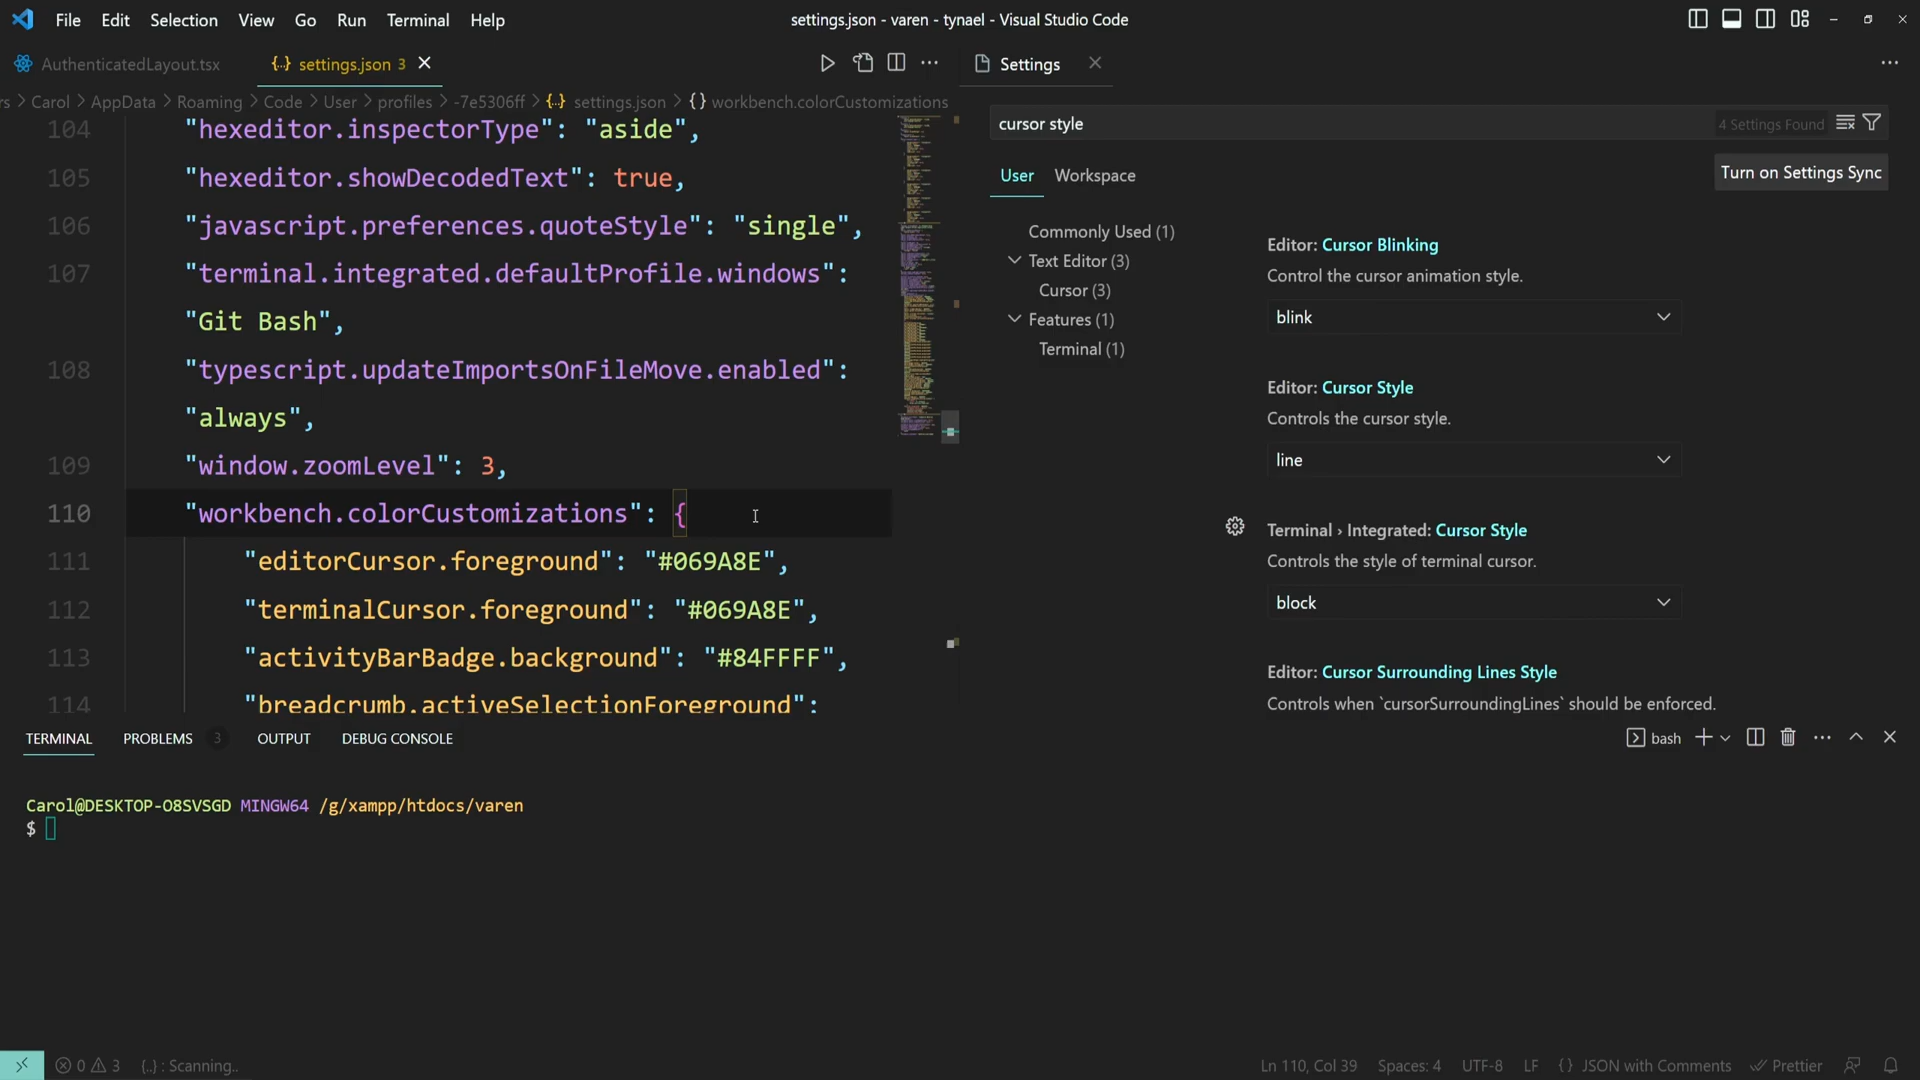 File Edit Selection View Go Run Terminal Help
settings.json - varen - tynael - Visual Studio Code
AuthenticatedLayout.tsx
{..} settings.json 3
Settings
rs > Carol > AppData > Roaming > Code > User > profiles > -7e5306ff > {..} settings.json > {} workbench.colorCustomizations
104 "hexeditor.inspectorType": "aside",
105 "hexeditor.showDecodedText": true,
106 "javascript.preferences.quoteStyle": "single",
107 "terminal.integrated.defaultProfile.windows":
"Git Bash",
108 "typescript.updateImportsOnFileMove.enabled":
"always",
109 "window.zoomLevel": 3,
110 "workbench.colorCustomizations": {
111 "editorCursor.foreground": "#069A8E",
112 "terminalCursor.foreground": "#069A8E",
113 "activityBarBadge.background": "#84FFFF",
114 "breadcrumb.activeSelectionForeground":
cursor style
4 Settings Found
User Workspace
Turn on Settings Sync
Commonly Used (1)
Text Editor (3)
Cursor (3)
Features (1)
Terminal (1)
Editor: Cursor Blinking
Control the cursor animation style.
blink
Editor: Cursor Style
Controls the cursor style.
line
Terminal › Integrated: Cursor Style
Controls the style of terminal cursor.
block
Editor: Cursor Surrounding Lines Style
Controls when `cursorSurroundingLines` should be enforced.
TERMINAL PROBLEMS 3 OUTPUT DEBUG CONSOLE
bash
Carol@DESKTOP-O8SVSGD MINGW64 /g/xampp/htdocs/varen
$
0 3 {..} : Scanning..
Ln 110, Col 39 Spaces: 4 UTF-8 LF {} JSON with Comments Prettier